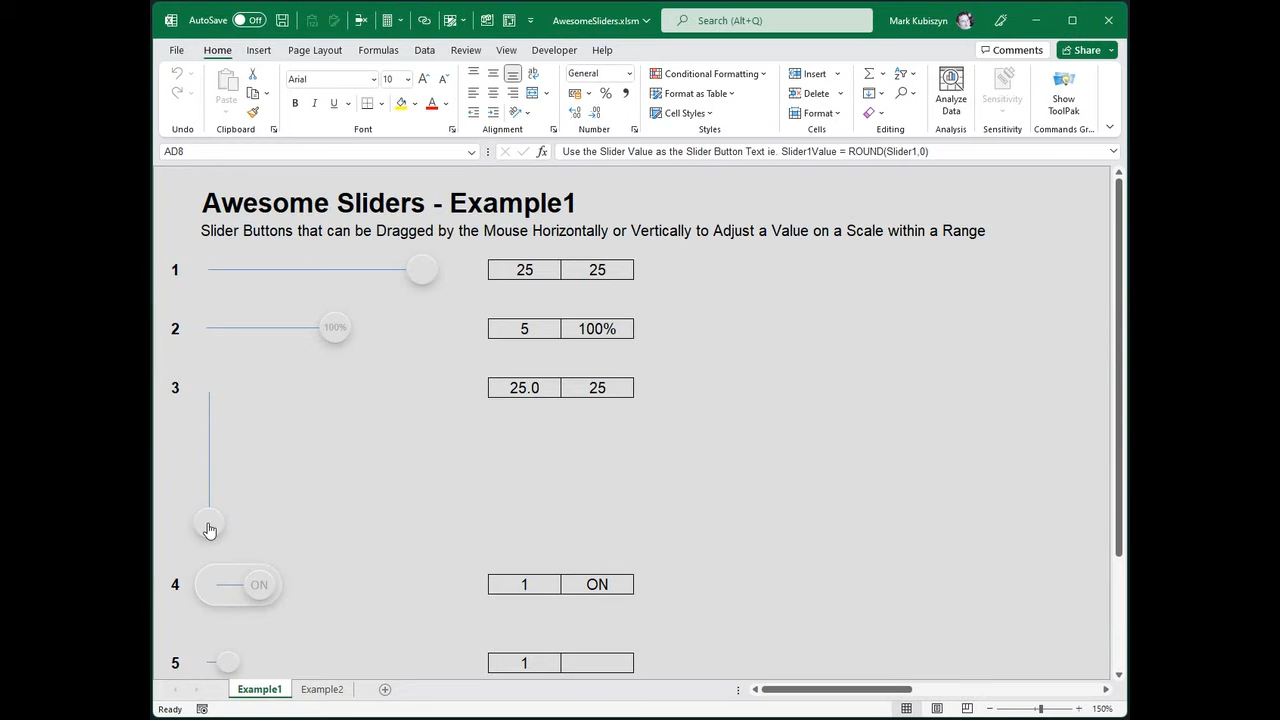 AutoSave Off AwesomeSliders.xlsm Search (Alt+Q) Mark Kubiszyn
File Home Insert Page Layout Formulas Data Review View Developer Help Comments Share
Paste Arial 10 A A ab General Conditional Formatting Insert Analyze Data Sensitivity Show ToolPak
B I U A % Format as Table Delete
Cell Styles Format
Undo Clipboard Font Alignment Number Styles Cells Editing Analysis Sensitivity Commands Gr...
AD8 fx Use the Slider Value as the Slider Button Text ie. Slider1Value = ROUND(Slider1,0)
Awesome Sliders - Example1
Slider Buttons that can be Dragged by the Mouse Horizontally or Vertically to Adjust a Value on a Scale within a Range
1 25 25
2 100% 5 100%
3 25.0 25
4 ON 1 ON
5 1
Example1 Example2
Ready 150%